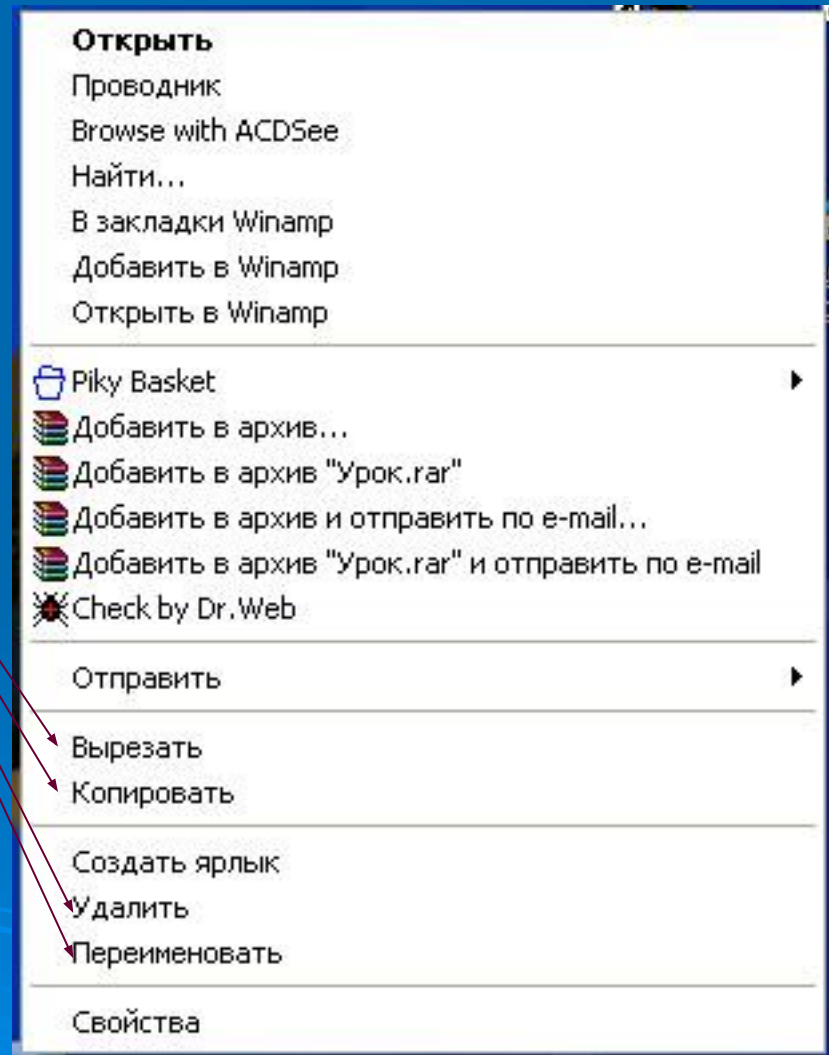 Открыть
Проводник
Browse with ACDSee
Найти...
В закладки Winamp
Добавить в Winamp
Открыть в Winamp
Piky Basket
Добавить в архив...
Добавить в архив "Урок.rar"
Добавить в архив и отправить по e-mail...
Добавить в архив "Урок.rar" и отправить по e-mail
Check by Dr.Web
Отправить
Вырезать
Копировать
Создать ярлык
Удалить
Переименовать
Свойства